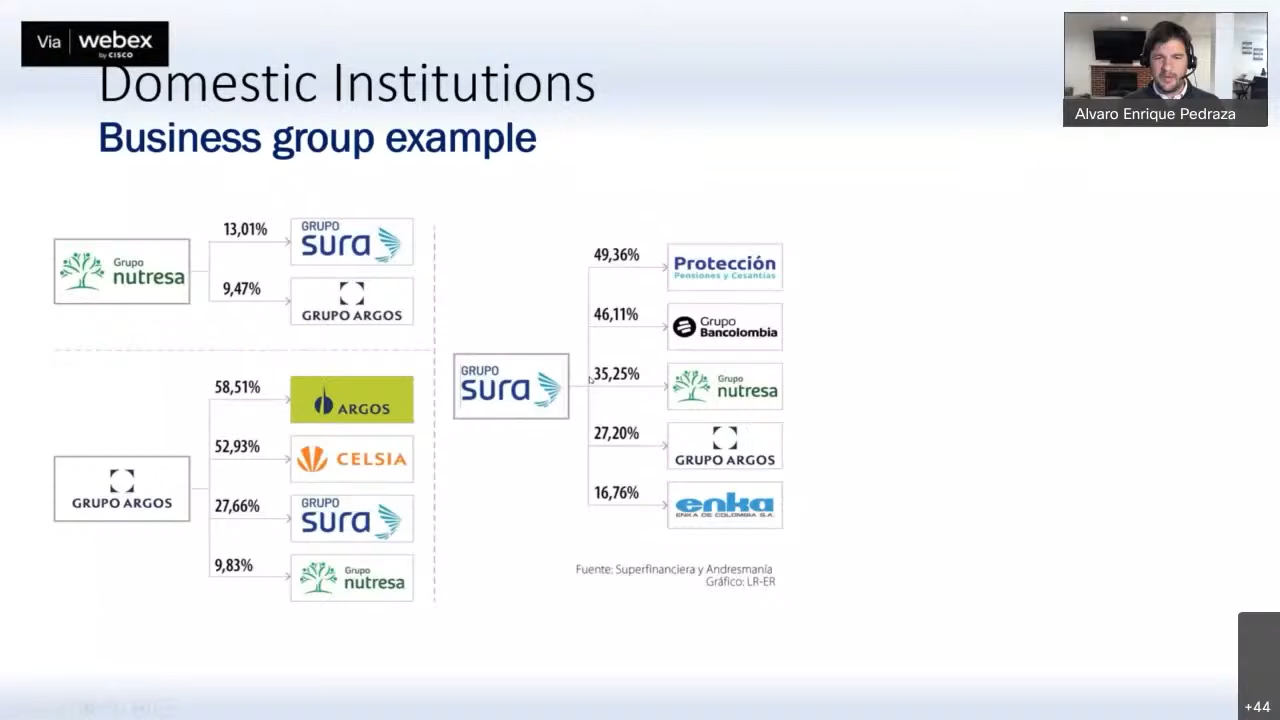 Via webex
by CISCO
Domestic Institutions
Business group example
Alvaro Enrique Pedraza
Grupo
nutresa
13,01%
GRUPO
sura
9,47%
GRUPO ARGOS
GRUPO ARGOS
58,51%
ARGOS
52,93%
CELSIA
27,66%
GRUPO
sura
9,83%
Grupo
nutresa
GRUPO
sura
49,36%
Protección
Pensiones y Cesantías
46,11%
Grupo
Bancolombia
35,25%
Grupo
nutresa
27,20%
GRUPO ARGOS
16,76%
enka
ENKA DE COLOMBIA S.A.
Fuente: Superfinanciera y Andresmanía
Gráfico: LR-ER
+44